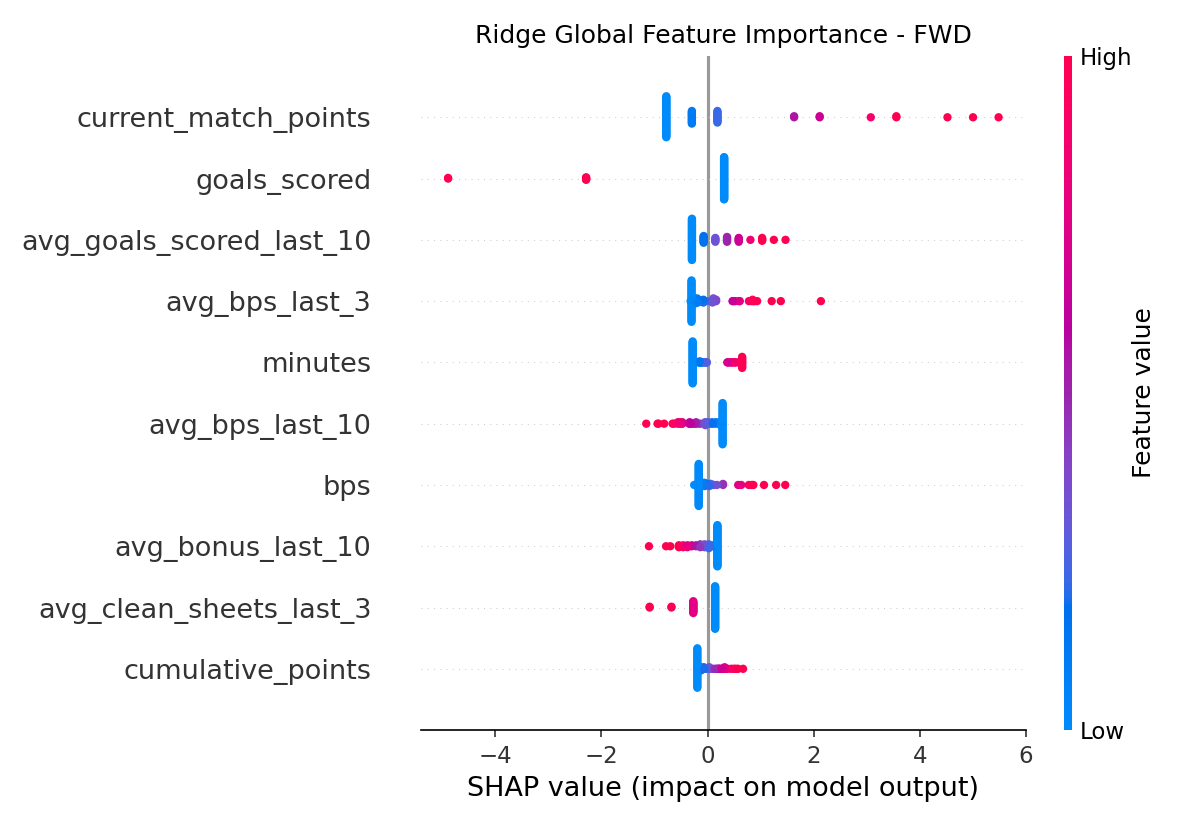 Ridge Global Feature Importance - FWD
High
current_match_points
goals_scored
avg_goals_scored_last_10
avg_bps_last_3
minutes
avg_bps_last_10
bps
avg_bonus_last_10
avg_clean_sheets_last_3
cumulative_points
Feature value
Low
−4 −2 0 2 4 6
SHAP value (impact on model output)